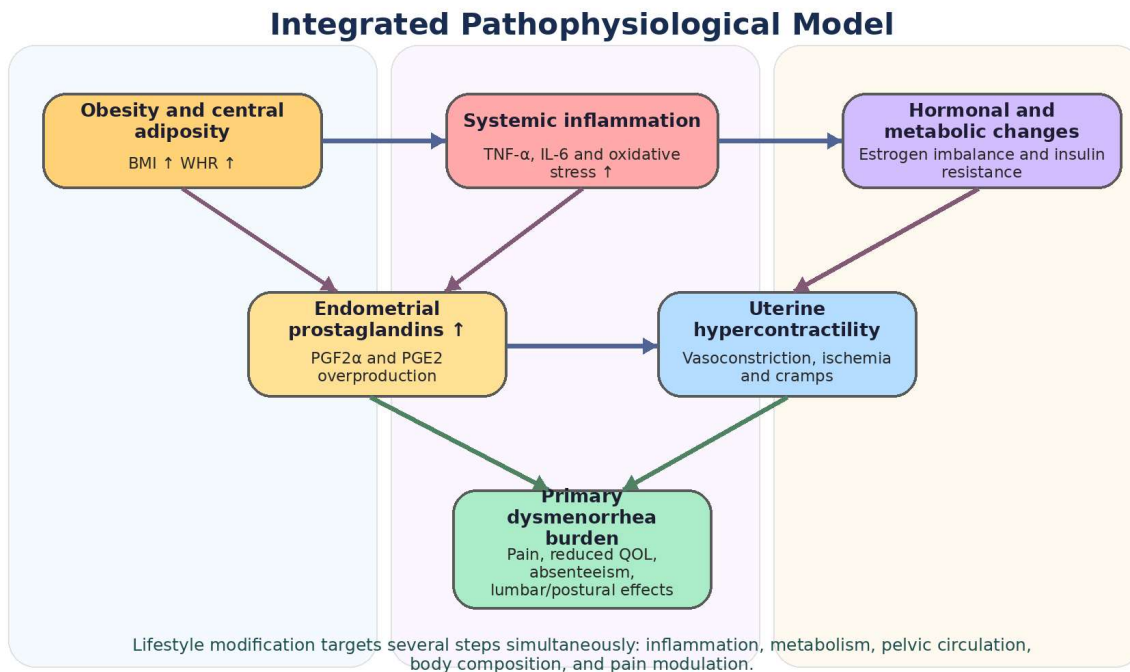 Integrated Pathophysiological Model
Obesity and central
adiposity
BMI ↑ WHR ↑
Systemic inflammation
TNF-α, IL-6 and oxidative
stress ↑
Hormonal and
metabolic changes
Estrogen imbalance and insulin
resistance
Endometrial
prostaglandins ↑
PGF2α and PGE2
overproduction
Uterine
hypercontractility
Vasoconstriction, ischemia
and cramps
Primary
dysmenorrhea
burden
Pain, reduced QOL,
absenteeism,
lumbar/postural effects
Lifestyle modification targets several steps simultaneously: inflammation, metabolism, pelvic circulation,
body composition, and pain modulation.